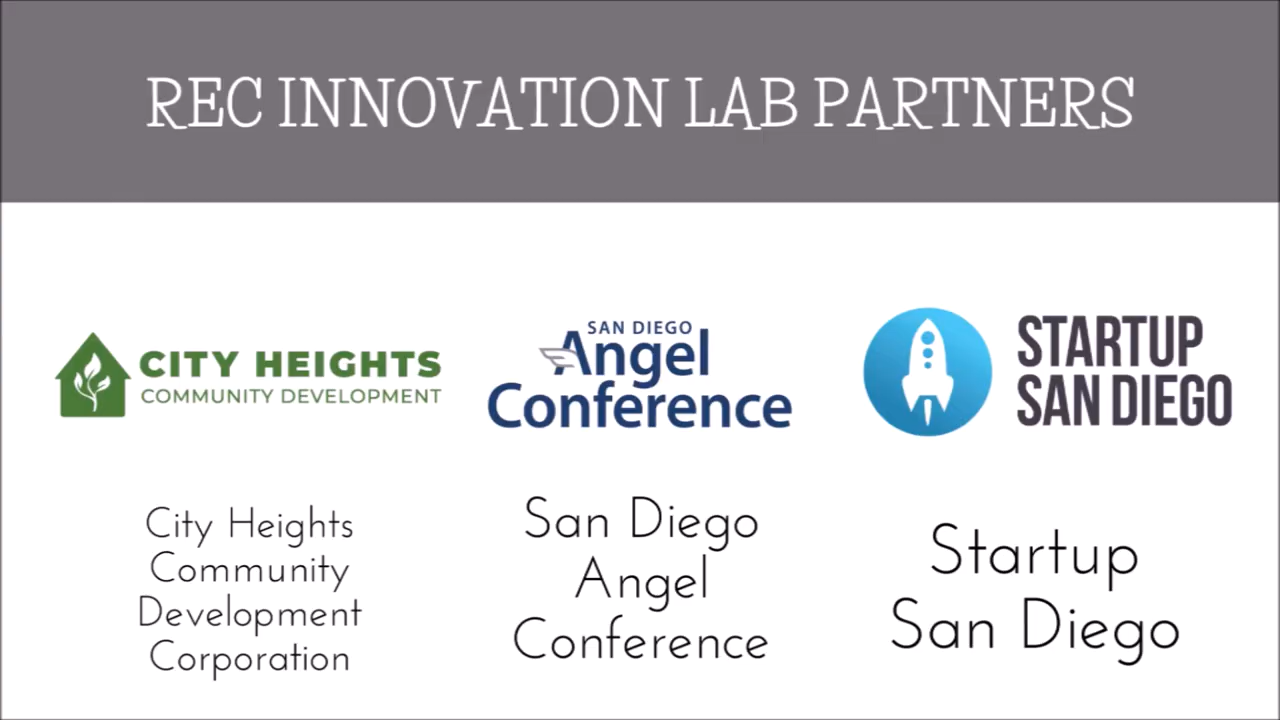 REC INNOVATION LAB PARTNERS
CITY HEIGHTS
COMMUNITY DEVELOPMENT
SAN DIEGO
Angel
Conference
STARTUP
SAN DIEGO
City Heights
Community
Development
Corporation
San Diego
Angel
Conference
Startup
San Diego